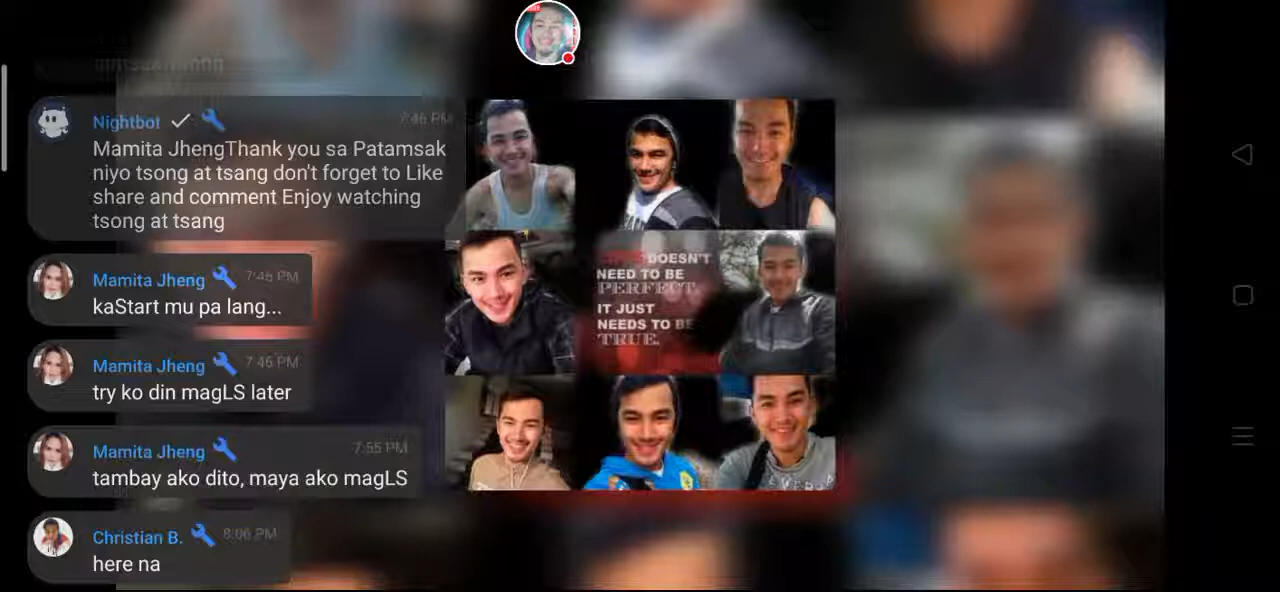 Nightbot 7:46 PM
Mamita JhengThank you sa Patamsak
niyo tsong at tsang don't forget to Like
share and comment Enjoy watching
tsong at tsang
Mamita Jheng 7:46 PM
kaStart mu pa lang...
Mamita Jheng 7:46 PM
try ko din magLS later
Mamita Jheng 7:55 PM
tambay ako dito, maya ako magLS
Christian B. 8:06 PM
here na
DOESN'T
NEED TO BE
PERFECT.
IT JUST
NEEDS TO BE
TRUE.